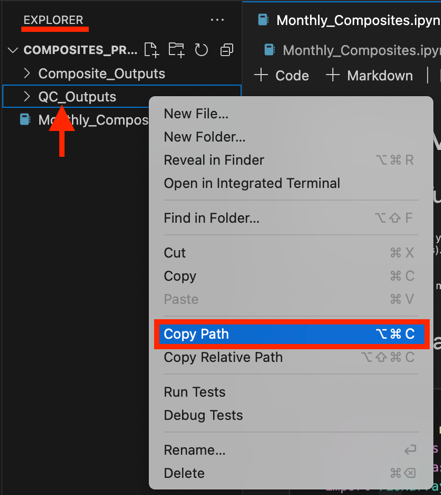 EXPLORER
Monthly_Composites.ipyn
COMPOSITES_PR...
Monthly_Composites.ipyn
+ Code + Markdown
Composite_Outputs
QC_Outputs
Monthly_Compos
New File...
New Folder...
Reveal in Finder ⌥⌘R
Open in Integrated Terminal
Find in Folder... ⌥⇧F
Cut ⌘X
Copy ⌘C
Paste ⌘V
Copy Path ⌥⌘C
Copy Relative Path ⌥⇧⌘C
Run Tests
Debug Tests
Rename... ⏎
Delete ⌘⌫